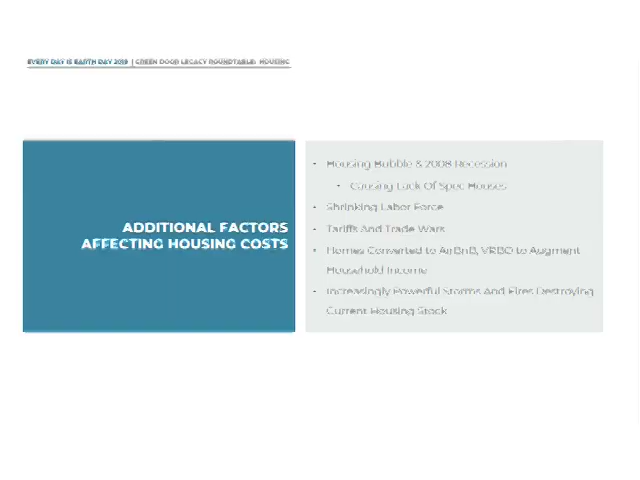 EVERY DAY IS EARTH DAY 2019 | GREEN DOOR LEGACY ROUNDTABLE: HOUSING
ADDITIONAL FACTORS
AFFECTING HOUSING COSTS
• Housing Bubble & 2008 Recession
• Causing Lack Of Spec Houses
• Shrinking Labor Force
• Tariffs And Trade Wars
• Homes Converted to AirBnB, VRBO to Augment
Household Income
• Increasingly Powerful Storms And Fires Destroying
Current Housing Stock